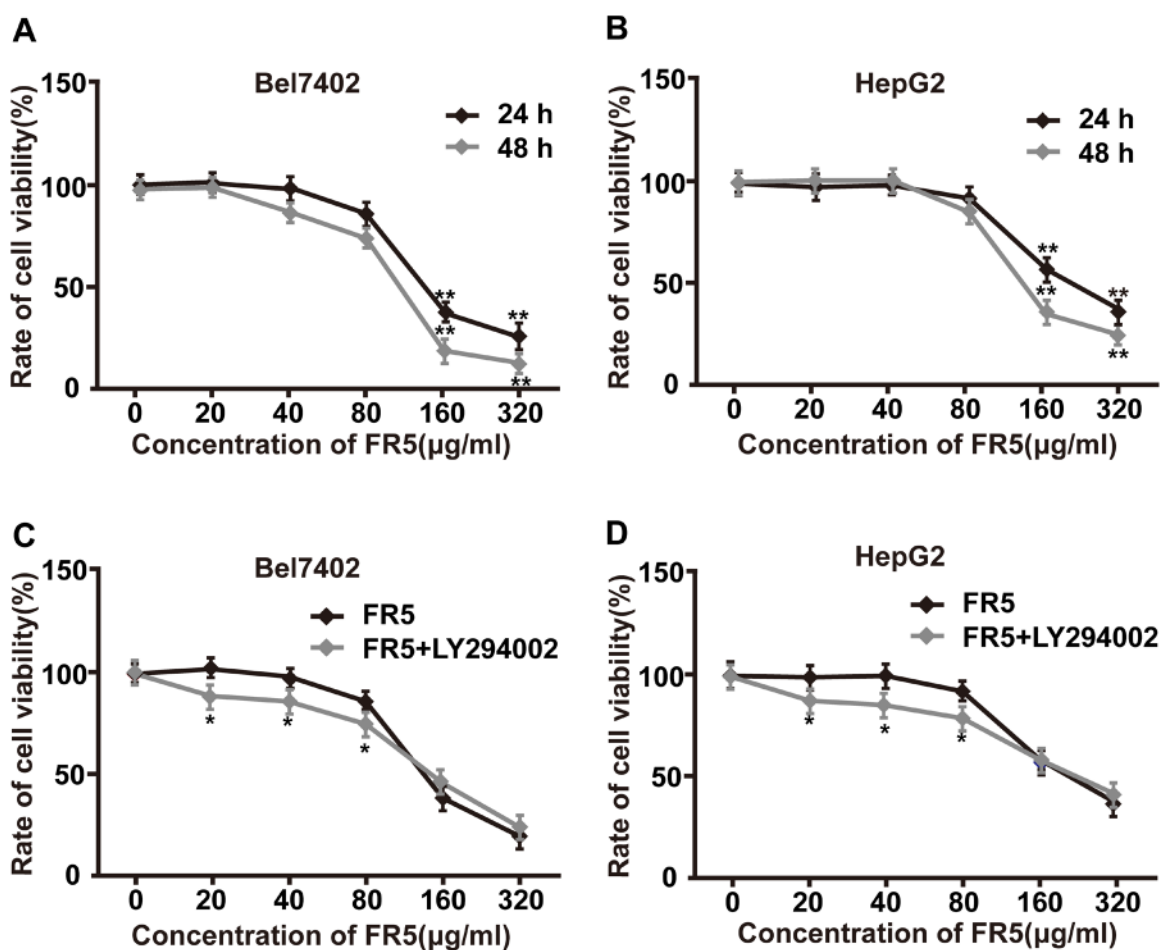 A
Bel7402
Rate of cell viability(%)
150
100
50
0
24 h
48 h
**
**
**
**
0 20 40 80 160 320
Concentration of FR5(μg/ml)
B
HepG2
Rate of cell viability(%)
150
100
50
0
24 h
48 h
**
**
**
**
0 20 40 80 160 320
Concentration of FR5(μg/ml)
C
Bel7402
Rate of cell viability(%)
150
100
50
0
FR5
FR5+LY294002
* * *
0 20 40 80 160 320
Concentration of FR5(μg/ml)
D
HepG2
Rate of cell viability(%)
150
100
50
0
FR5
FR5+LY294002
* * *
0 20 40 80 160 320
Concentration of FR5(μg/ml)